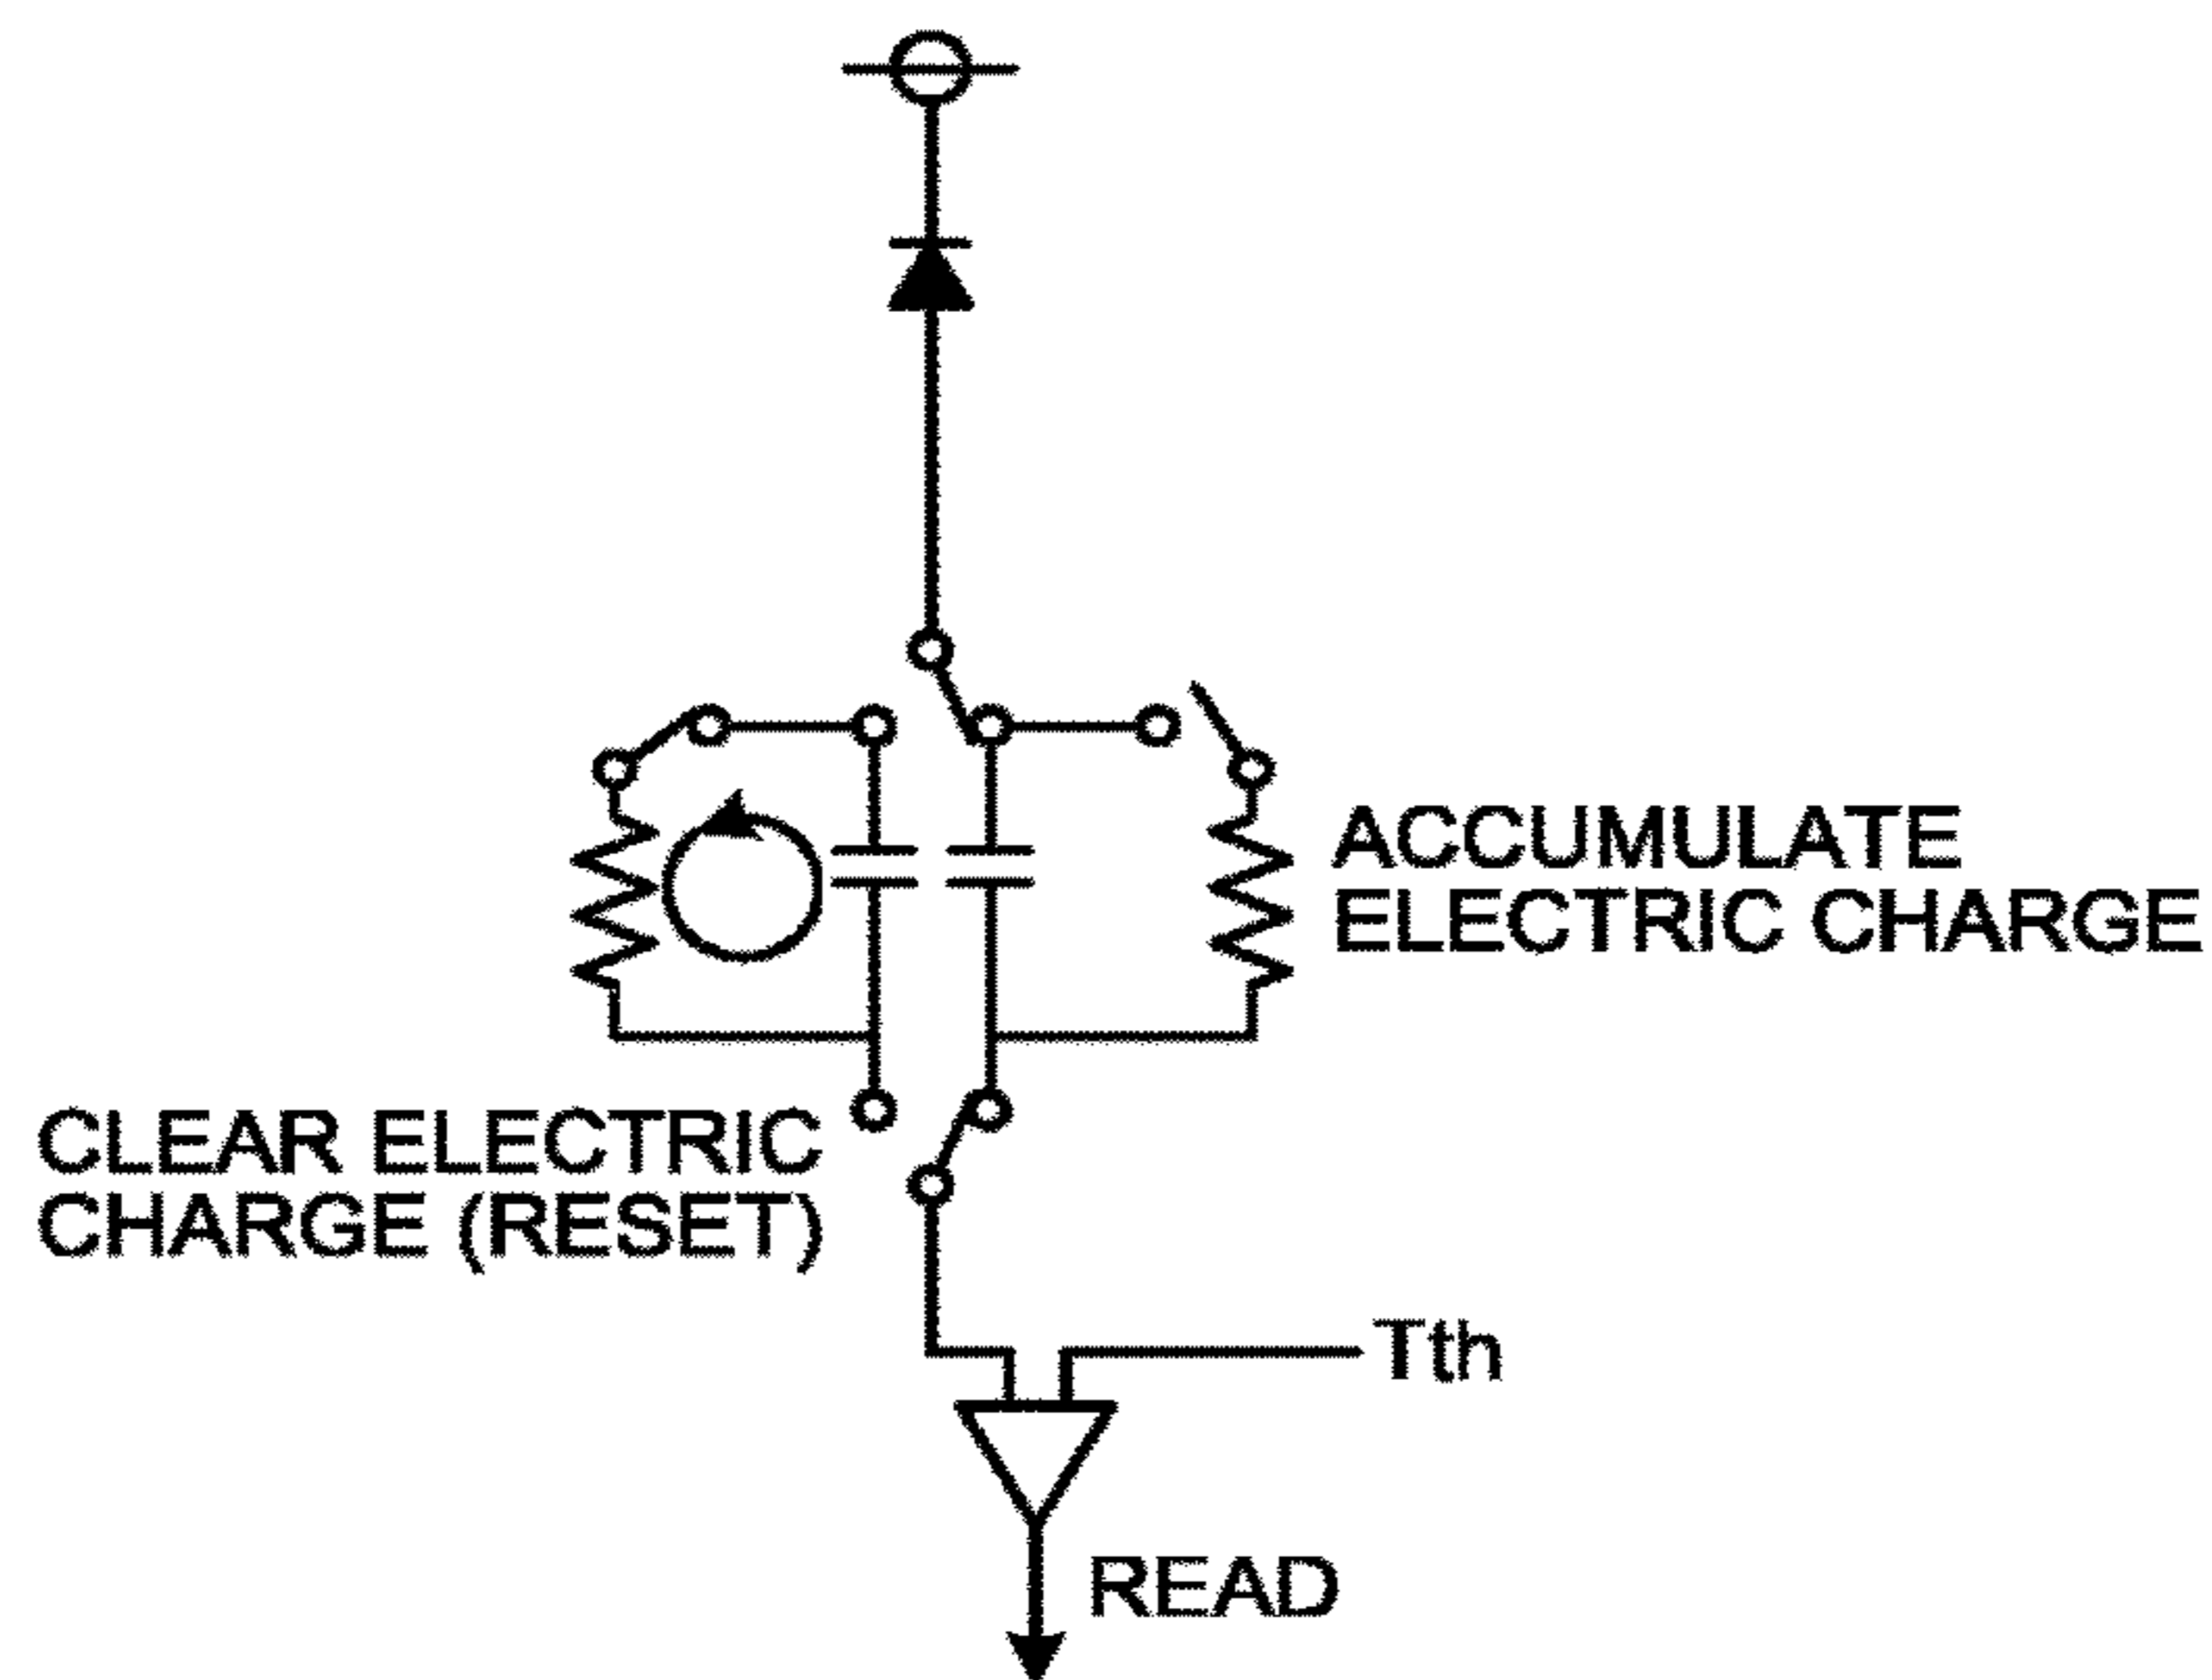 ACCUMULATE
ELECTRIC CHARGE
CLEAR ELECTRIC
CHARGE (RESET)
Tth
READ